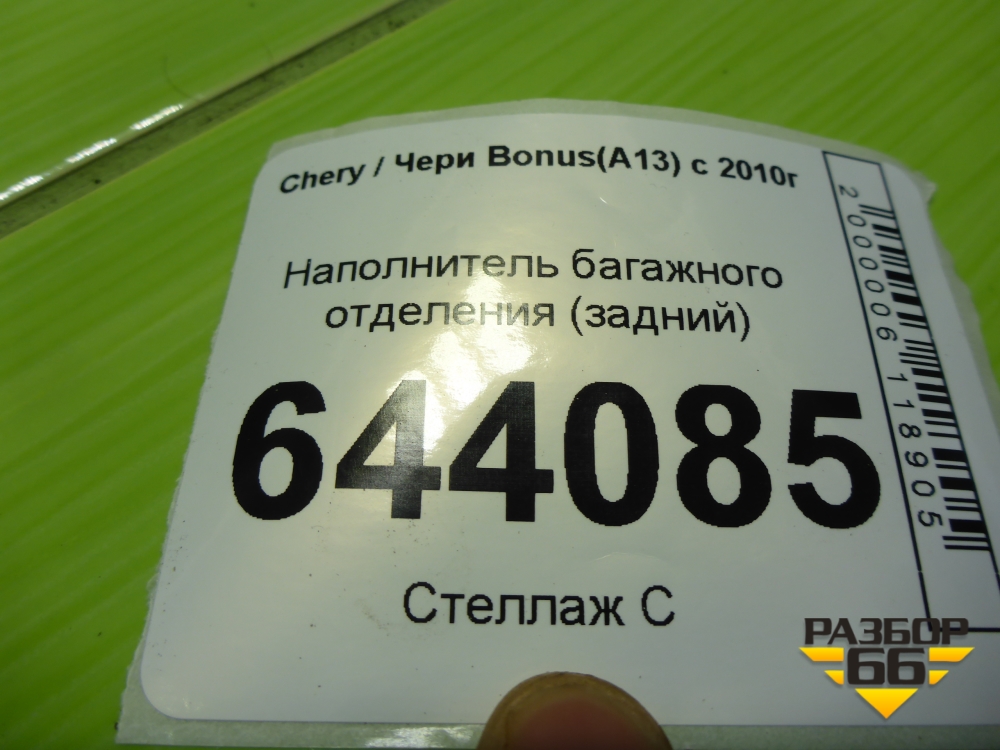 Chery / Чери Bonus(A13) с 2010г
Наполнитель багажного
отделения (задний)
644085
Стеллаж С
2000006118905
РАЗБОР
66